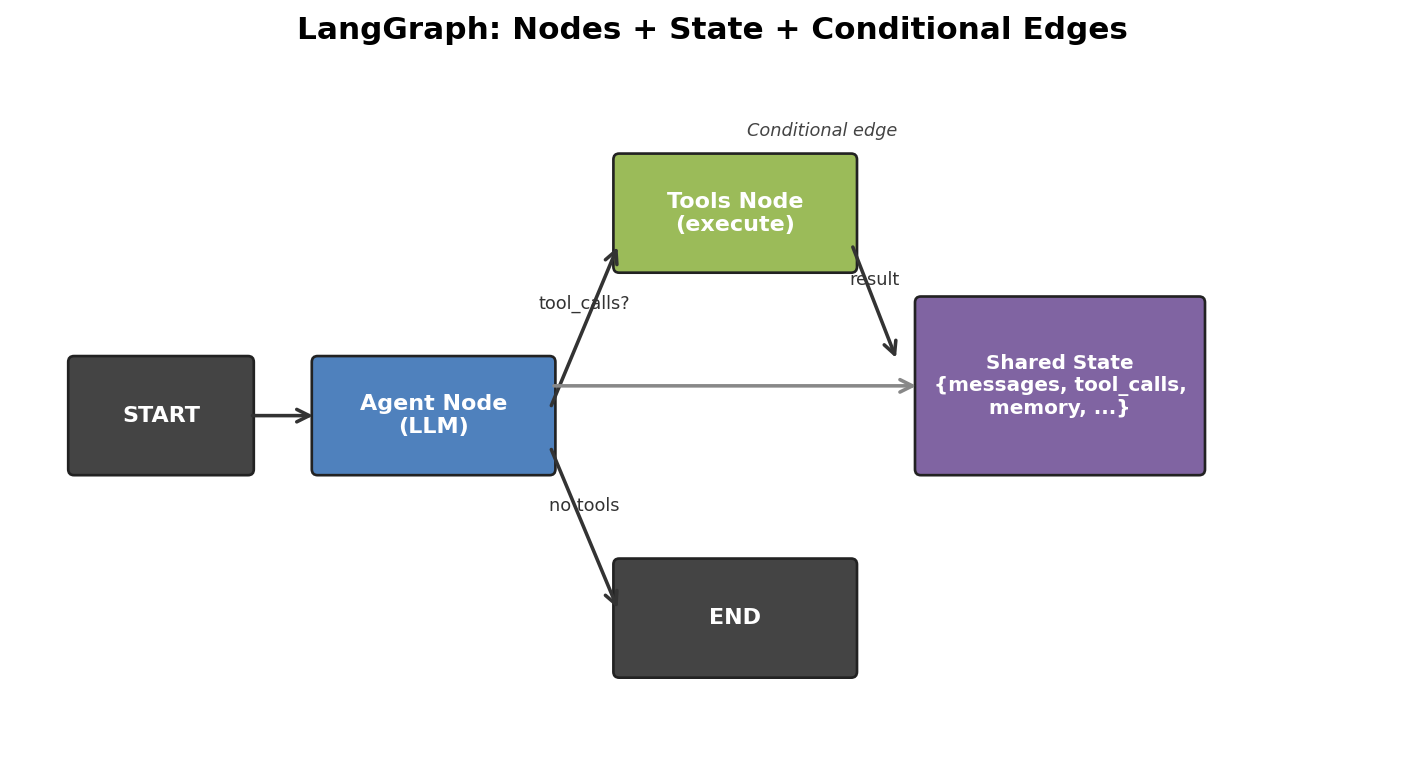 LangGraph: Nodes + State + Conditional Edges
Conditional edge
Tools Node
(execute)
tool_calls?
result
START
Agent Node
(LLM)
Shared State
{messages, tool_calls,
memory, ...}
no tools
END